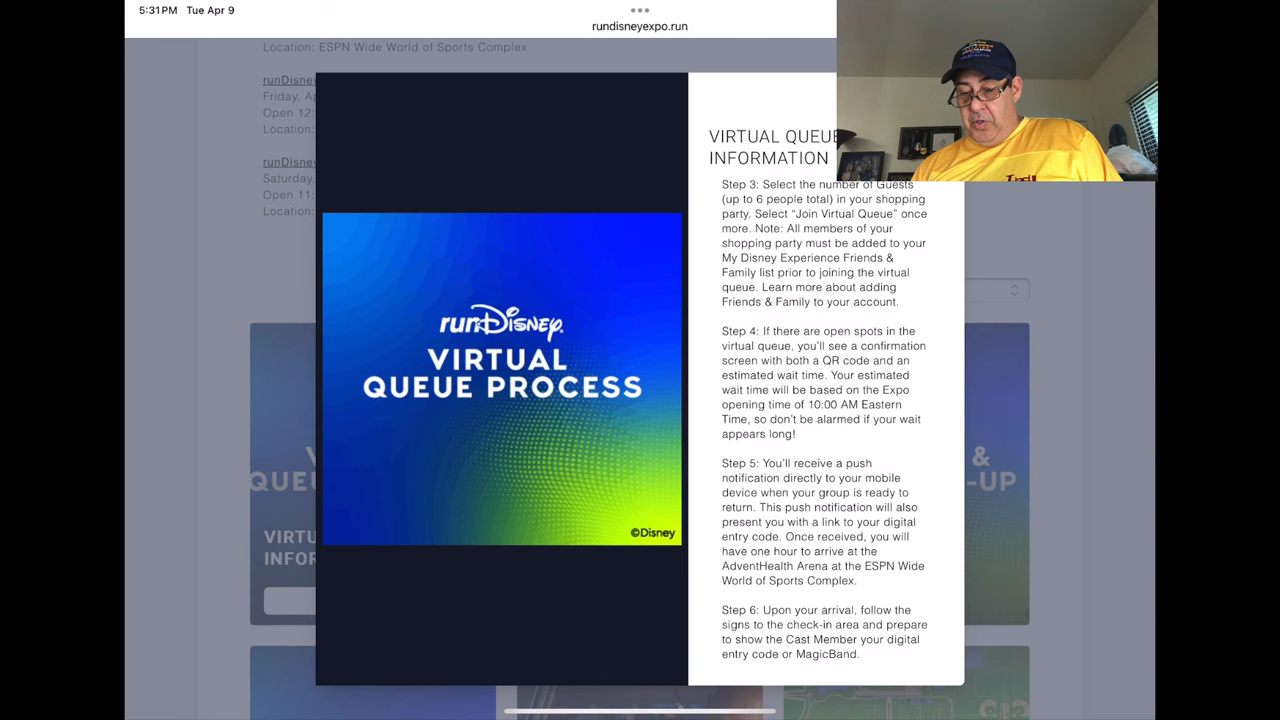 5:31 PM Tue Apr 9
rundisneyexpo.run
Location: ESPN Wide World of Sports Complex
runDisney
Friday, Ap
Open 12:
Location:
runDisney
Saturday,
Open 11:
Location:
VIRTUAL QUEUE
INFORMATION
Step 3: Select the number of Guests
(up to 6 people total) in your shopping
party. Select “Join Virtual Queue” once
more. Note: All members of your
shopping party must be added to your
My Disney Experience Friends &
Family list prior to joining the virtual
queue. Learn more about adding
Friends & Family to your account.
Step 4: If there are open spots in the
virtual queue, you’ll see a confirmation
screen with both a QR code and an
estimated wait time. Your estimated
wait time will be based on the Expo
opening time of 10:00 AM Eastern
Time, so don’t be alarmed if your wait
appears long!
Step 5: You’ll receive a push
notification directly to your mobile
device when your group is ready to
return. This push notification will also
present you with a link to your digital
entry code. Once received, you will
have one hour to arrive at the
AdventHealth Arena at the ESPN Wide
World of Sports Complex.
Step 6: Upon your arrival, follow the
signs to the check-in area and prepare
to show the Cast Member your digital
entry code or MagicBand.
runDisney
VIRTUAL
QUEUE PROCESS
©Disney
V
QUE
VIRTU
INFOR
&
-UP